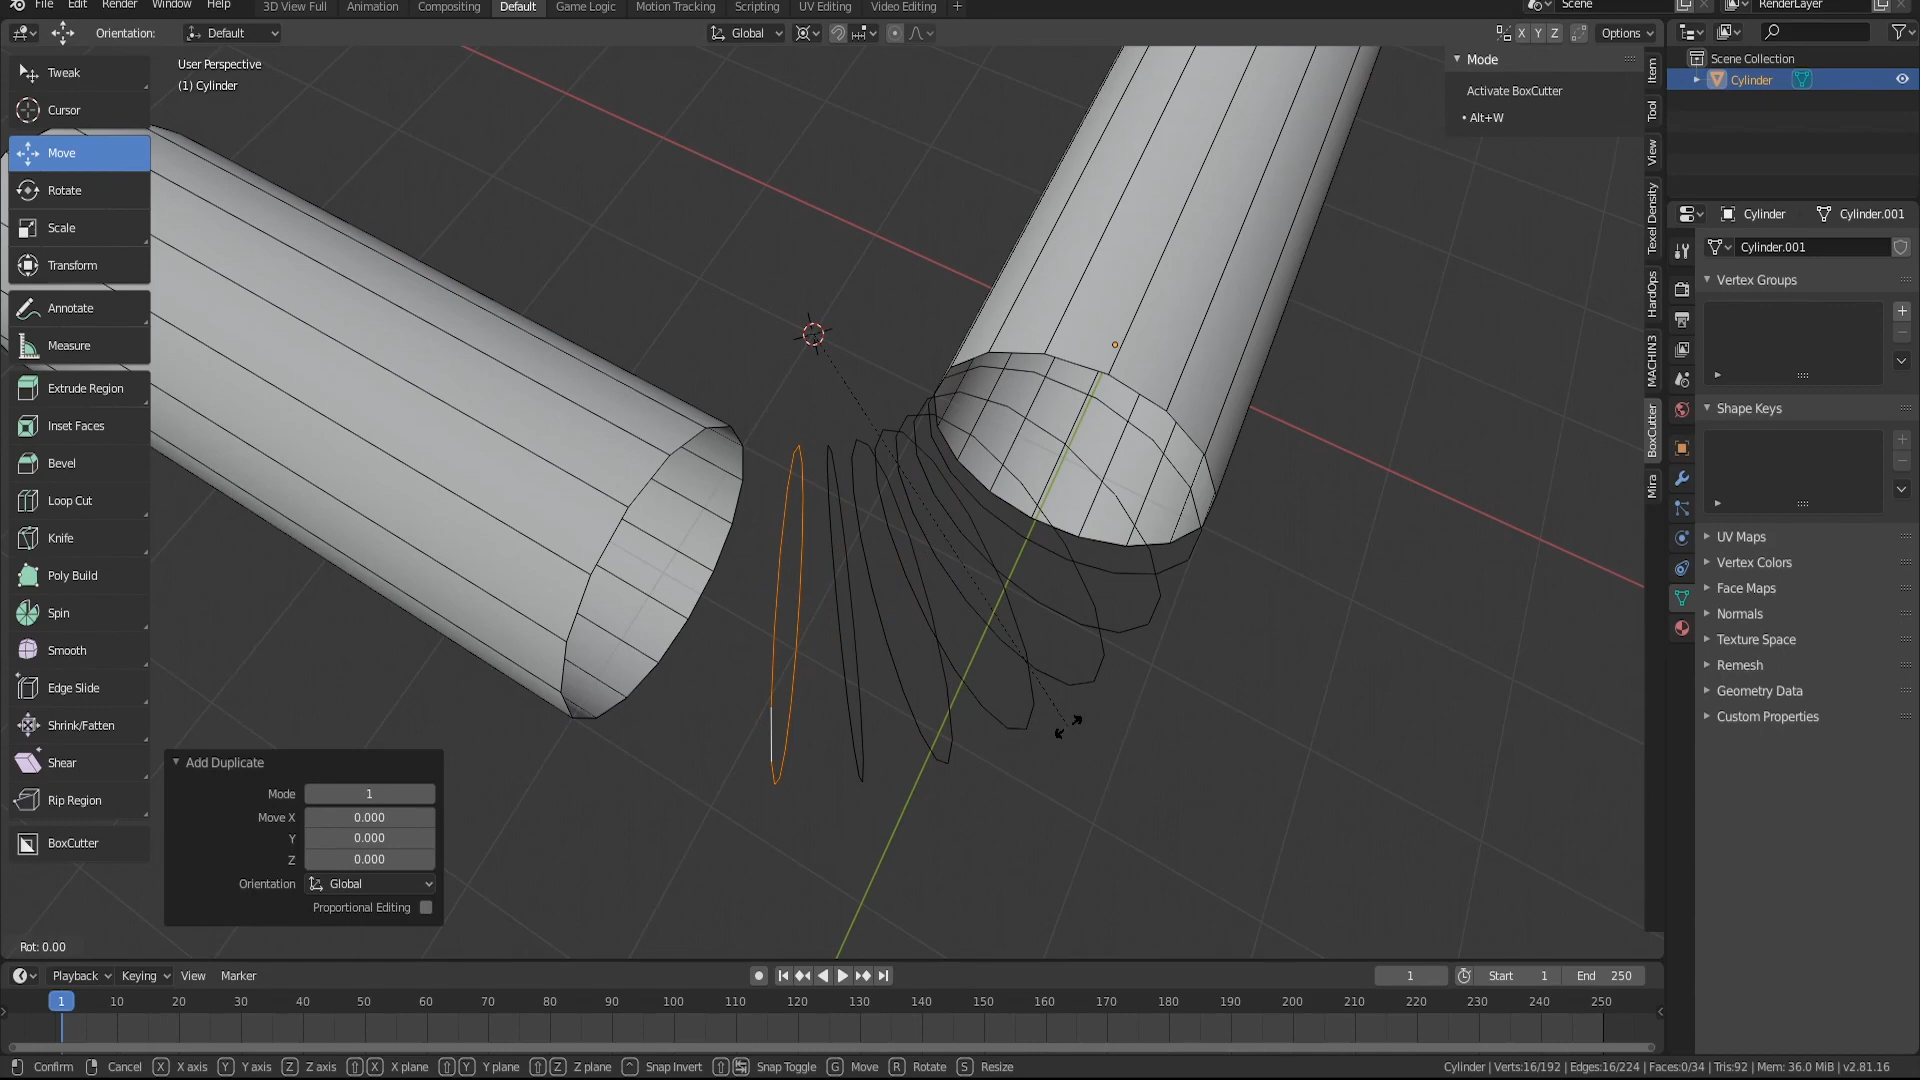 File Edit Render Window Help 3D View Full Animation Compositing Default Game Logic Motion Tracking Scripting UV Editing Video Editing +
Scene RenderLayer
Orientation: Default Global X Y Z Options
User Perspective
(1) Cylinder
Mode
Activate BoxCutter
• Alt+W
Item
Tool
View
Texel Density
HardOps
MACHIN3
BoxCutter
Mira
Tweak
Cursor
Move
Rotate
Scale
Transform
Annotate
Measure
Extrude Region
Inset Faces
Bevel
Loop Cut
Knife
Poly Build
Spin
Smooth
Edge Slide
Shrink/Fatten
Shear
Rip Region
BoxCutter
Add Duplicate
Mode 1
Move X 0.000
Y 0.000
Z 0.000
Orientation Global
Proportional Editing
Rot: 0.00
Scene Collection
Cylinder
Cylinder Cylinder.001
Cylinder.001
Vertex Groups
Shape Keys
UV Maps
Vertex Colors
Face Maps
Normals
Texture Space
Remesh
Geometry Data
Custom Properties
Playback Keying View Marker 1 Start 1 End 250
1 10 20 30 40 50 60 70 80 90 100 110 120 130 140 150 160 170 180 190 200 210 220 230 240 250
Confirm Cancel X X axis Y Y axis Z Z axis X X plane Y Y plane Z Z plane Snap Invert Snap Toggle G Move R Rotate S Resize Cylinder | Verts:16/192 | Edges:16/224 | Faces:0/34 | Tris:92 | Mem: 36.0 MiB | v2.81.16